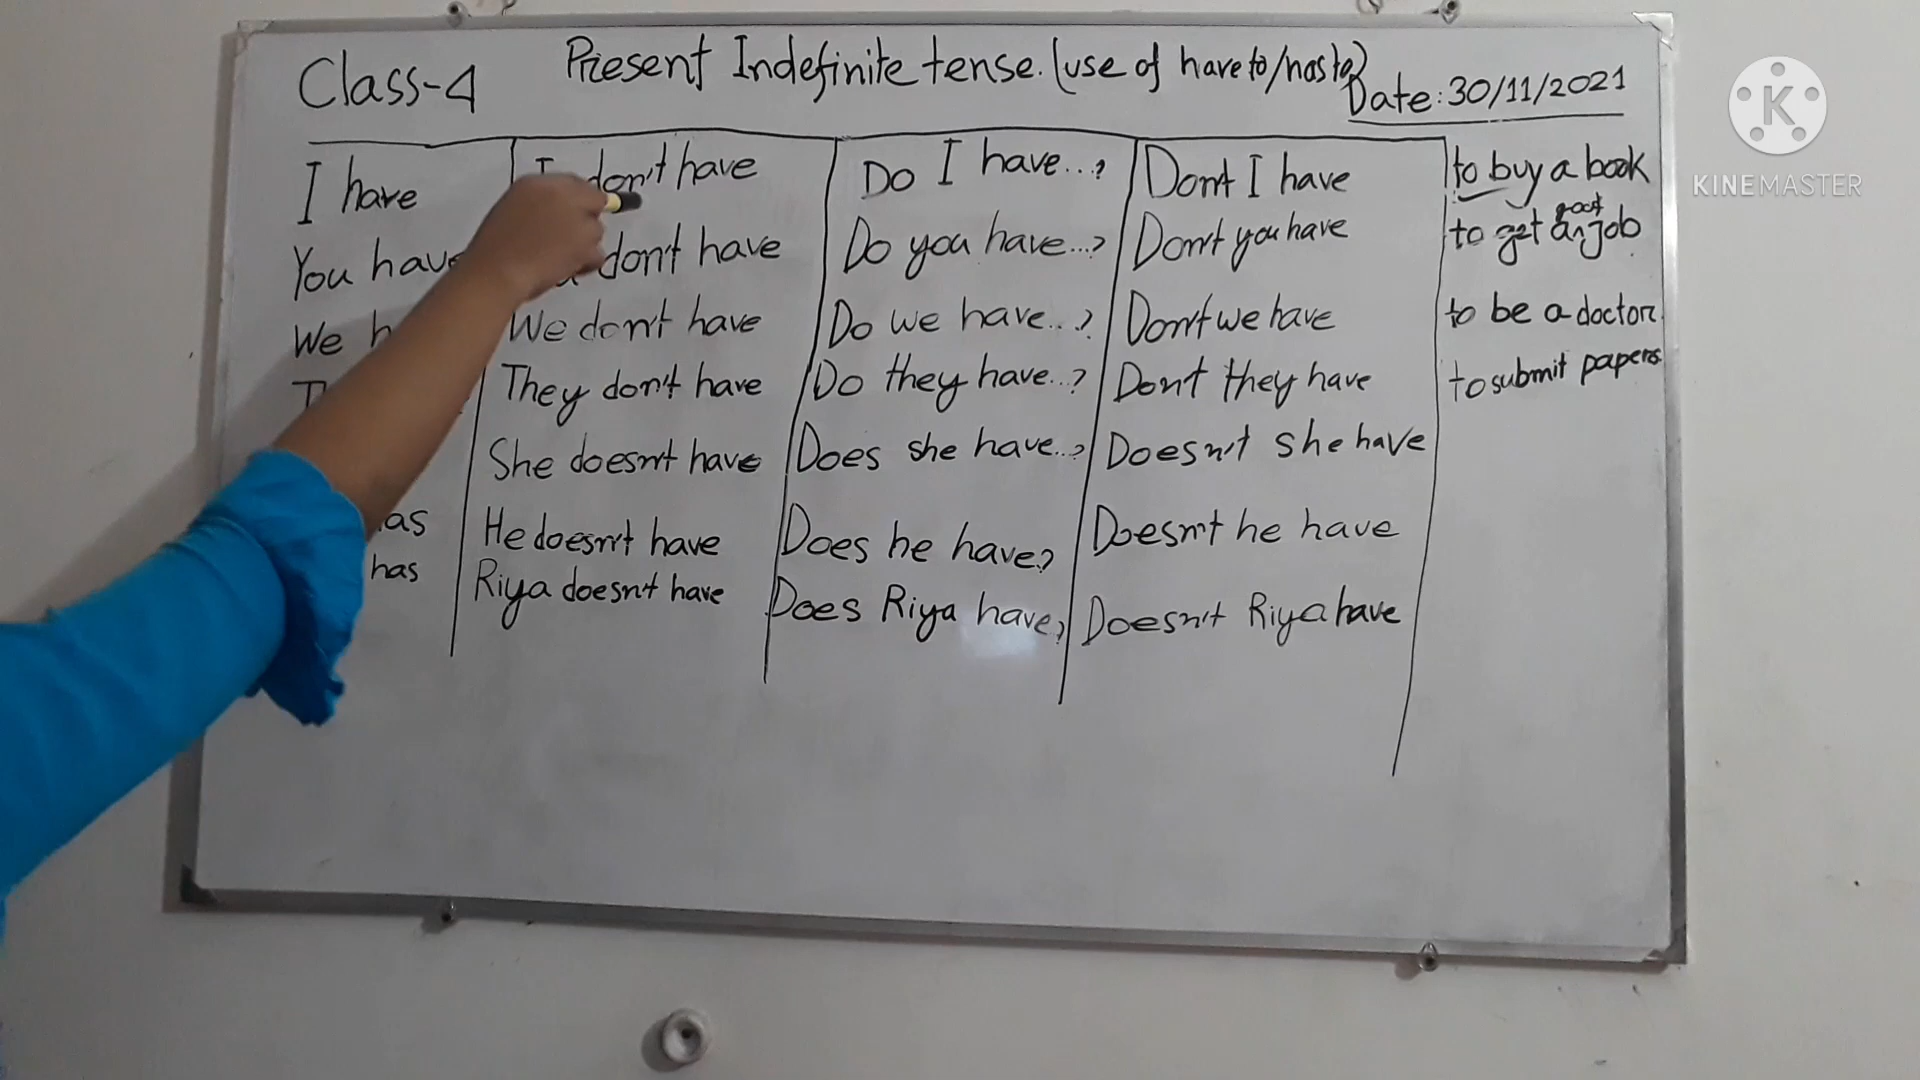 Class-4
Present Indefinite tense. (use of have to/has to)
Date: 30/11/2021
I have
You have
We
has
I don't have
don't have
We don't have
They don't have
She doesn't have
He doesn't have
Riya doesn't have
Do I have...?
Do you have...?
Do we have...?
Do they have...?
Does she have...?
Does he have?
Does Riya have?
Don't I have
Don't you have
Don't we have
Don't they have
Doesn't she have
Doesn't he have
Doesn't Riya have
to buy a book
to get a good job
to be a doctor.
to submit papers.
KINEMASTER